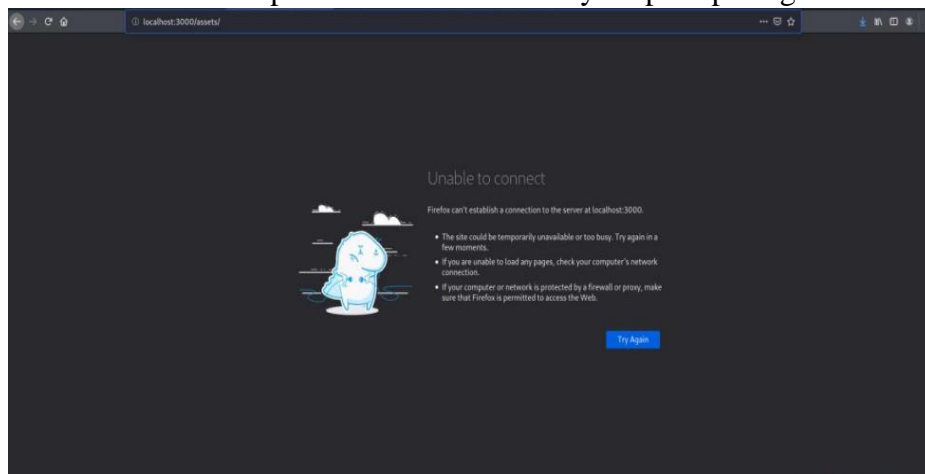 localhost:3000/assets/
Unable to connect
Firefox can't establish a connection to the server at localhost:3000.
• The site could be temporarily unavailable or too busy. Try again in a
few moments.
• If you are unable to load any pages, check your computer's network
connection.
• If your computer or network is protected by a firewall or proxy, make
sure that Firefox is permitted to access the Web.
Try Again